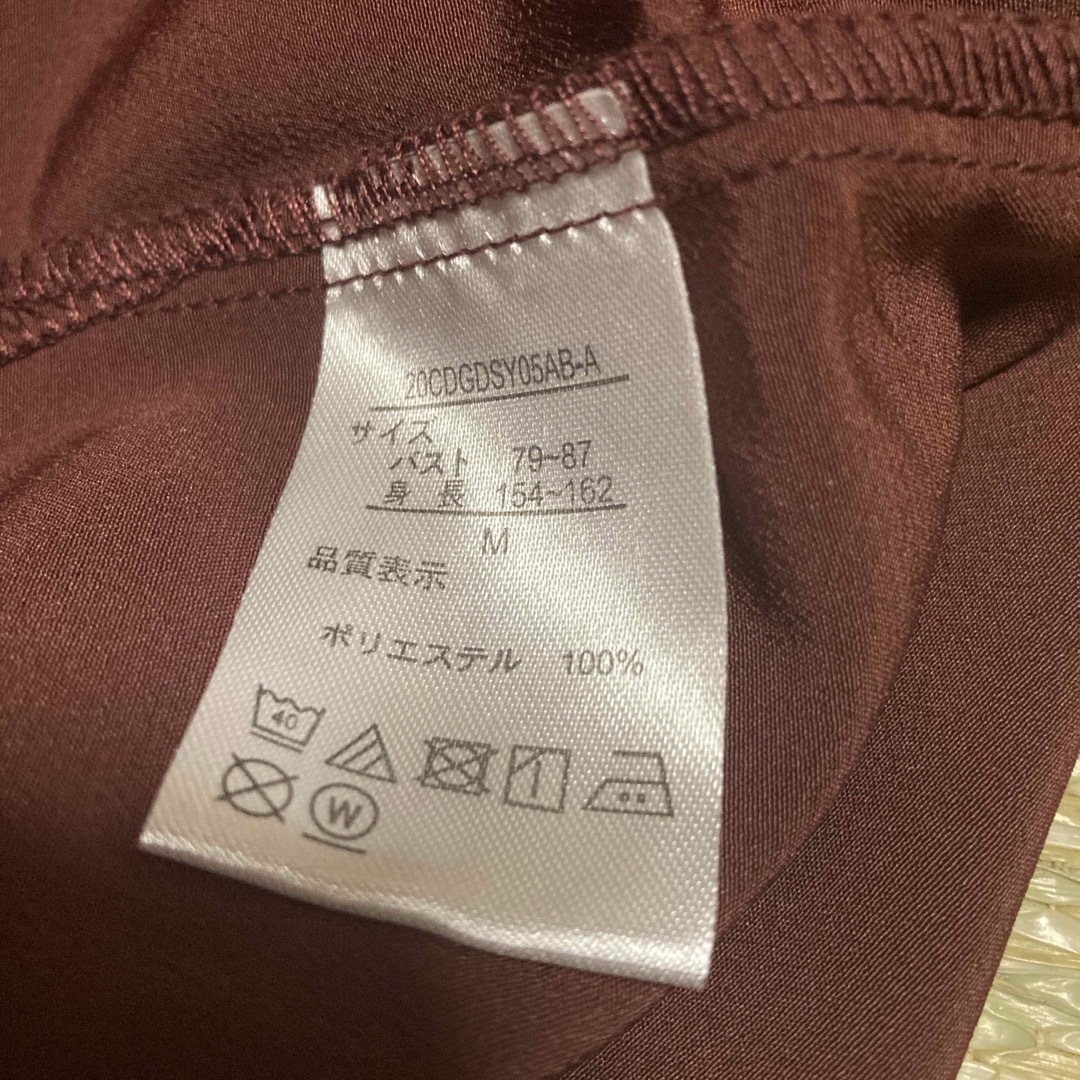 20CDGDSY05AB-A
サイズ
バスト 79~87
身 長 154~162
M
品質表示
ポリエステル 100%
40
W